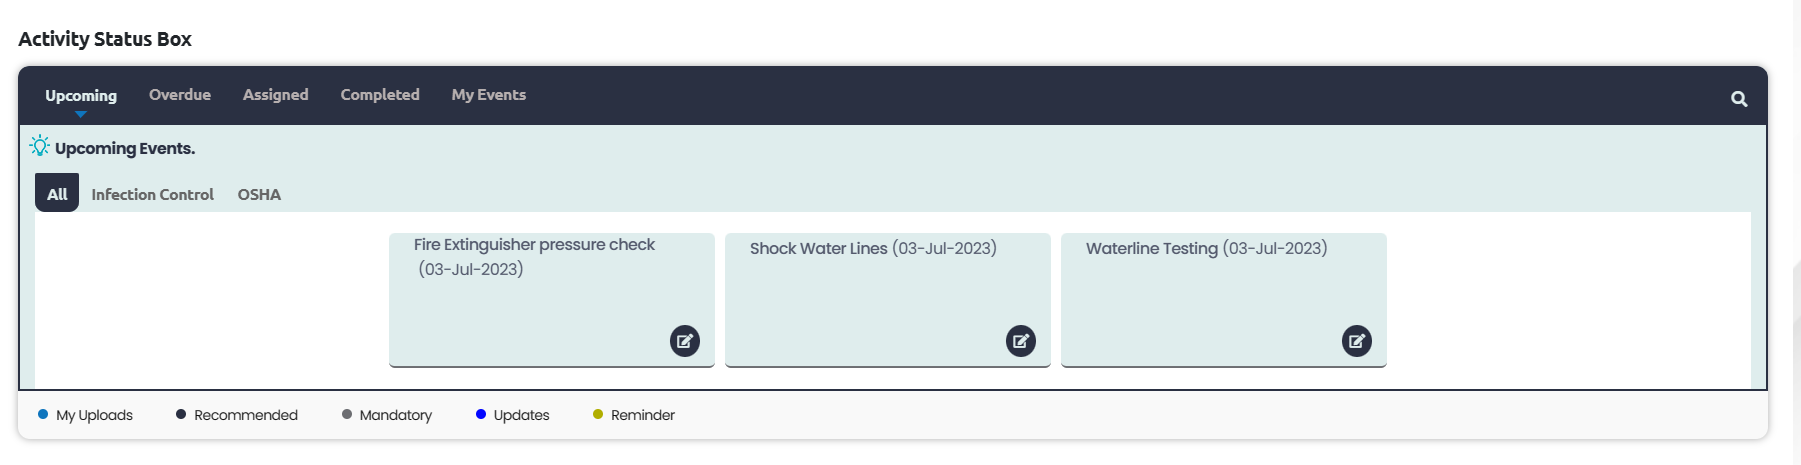 Activity Status Box
Upcoming Overdue Assigned Completed My Events
Upcoming Events.
All Infection Control OSHA
Fire Extinguisher pressure check
(03-Jul-2023)
Shock Water Lines (03-Jul-2023)
Waterline Testing (03-Jul-2023)
My Uploads Recommended Mandatory Updates Reminder